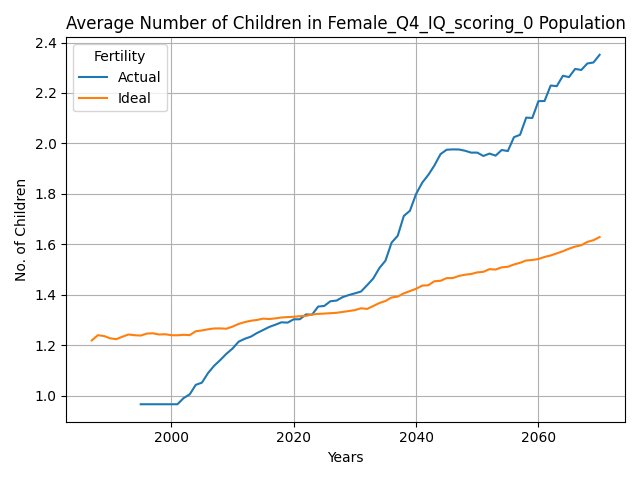 Average Number of Children in Female_Q4_IQ_scoring_0 Population
Fertility
Actual
Ideal
No. of Children
2.4
2.2
2.0
1.8
1.6
1.4
1.2
1.0
2000 2020 2040 2060
Years